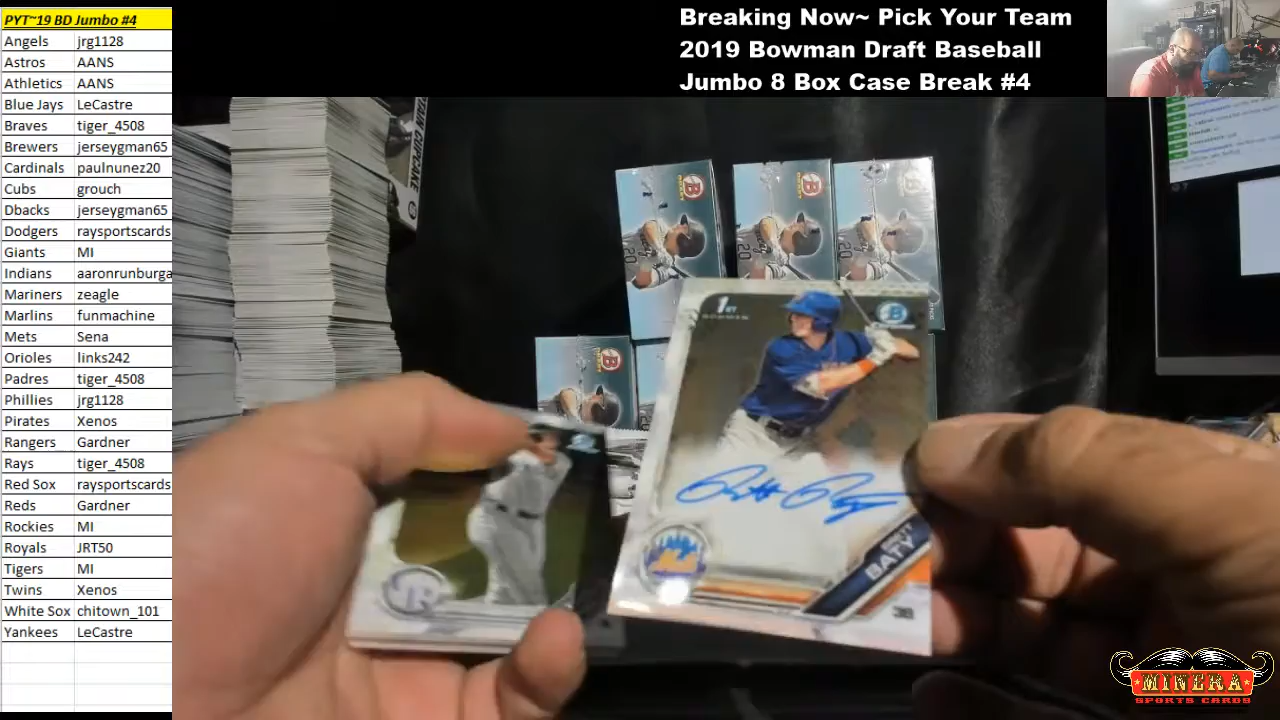 PYT~19 BD Jumbo #4
Angels jrg1128
Astros AANS
Athletics AANS
Blue Jays LeCastre
Braves tiger_4508
Brewers jerseygman65
Cardinals paulnunez20
Cubs grouch
Dbacks jerseygman65
Dodgers raysportscards
Giants MI
Indians aaronrunburga
Mariners zeagle
Marlins funmachine
Mets Sena
Orioles links242
Padres tiger_4508
Phillies jrg1128
Pirates Xenos
Rangers Gardner
Rays tiger_4508
Red Sox raysportscards
Reds Gardner
Rockies MI
Royals JRT50
Tigers MI
Twins Xenos
White Sox chitown_101
Yankees LeCastre
Breaking Now~ Pick Your Team
2019 Bowman Draft Baseball
Jumbo 8 Box Case Break #4
1ST
BOWMAN
B
BATY
3B
MINERA
SPORTS CARDS